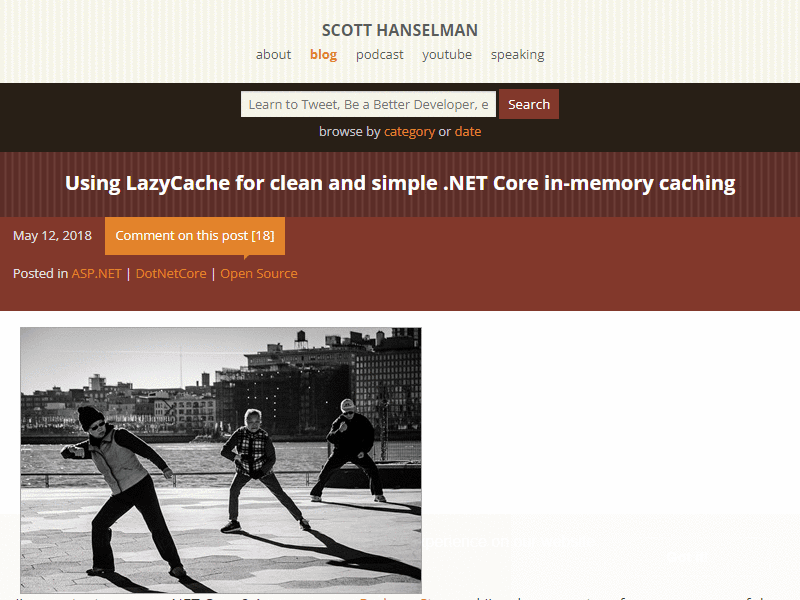 SCOTT HANSELMAN
about blog podcast youtube speaking
Learn to Tweet, Be a Better Developer, e Search
browse by category or date
Using LazyCache for clean and simple .NET Core in-memory caching
May 12, 2018 Comment on this post [18]
Posted in ASP.NET | DotNetCore | Open Source